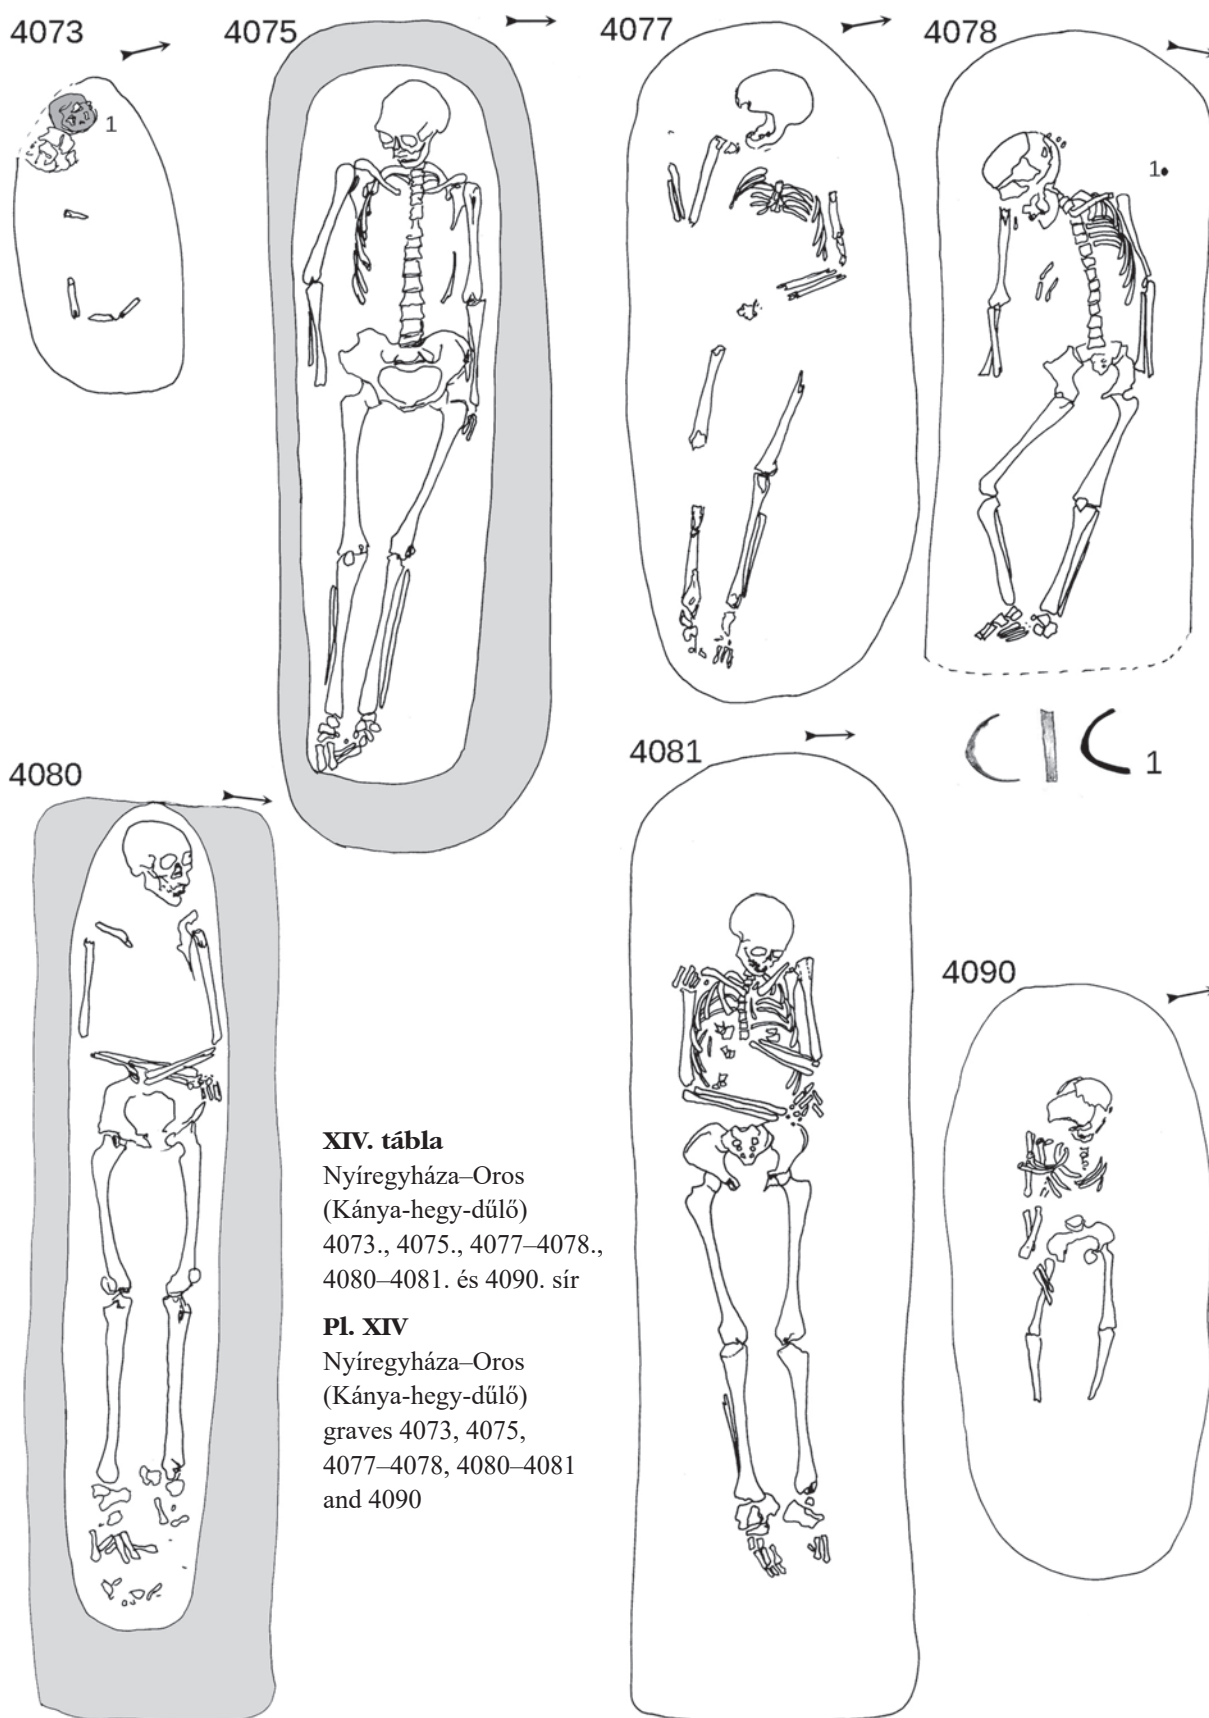 4073
4075
4077
4078
1
1
4081
1
4080
4090
XIV. tábla
Nyíregyháza–Oros
(Kánya-hegy-dűlő)
4073., 4075., 4077–4078.,
4080–4081. és 4090. sír
Pl. XIV
Nyíregyháza–Oros
(Kánya-hegy-dűlő)
graves 4073, 4075,
4077–4078, 4080–4081
and 4090